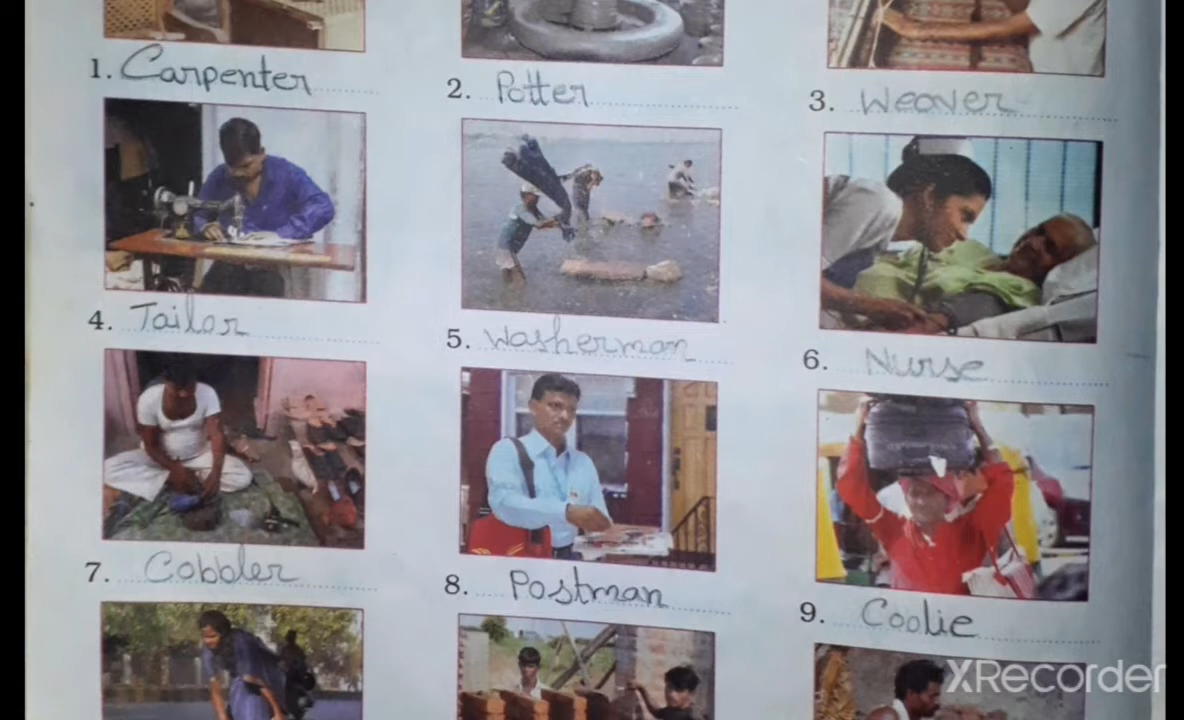 1. Carpenter
2. Potter
3. Weaver
4. Tailor
5. Washerman
6. Nurse
7. Cobbler
8. Postman
9. Coolie
XRecorder